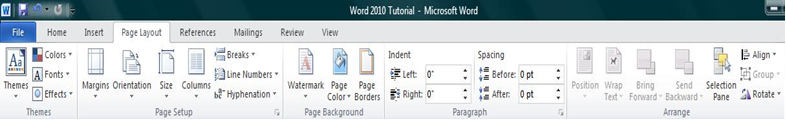 Word 2010 Tutorial - Microsoft Word
File Home Insert Page Layout References Mailings Review View
Aa
Themes
Colors
Fonts
Effects
Themes
Margins
Orientation
Size
Columns
Breaks
Line Numbers
Hyphenation
Page Setup
Watermark
Page Color
Page Borders
Page Background
Indent
Left: 0"
Right: 0"
Spacing
Before: 0 pt
After: 0 pt
Paragraph
Position
Wrap Text
Bring Forward
Send Backward
Selection Pane
Align
Group
Rotate
Arrange